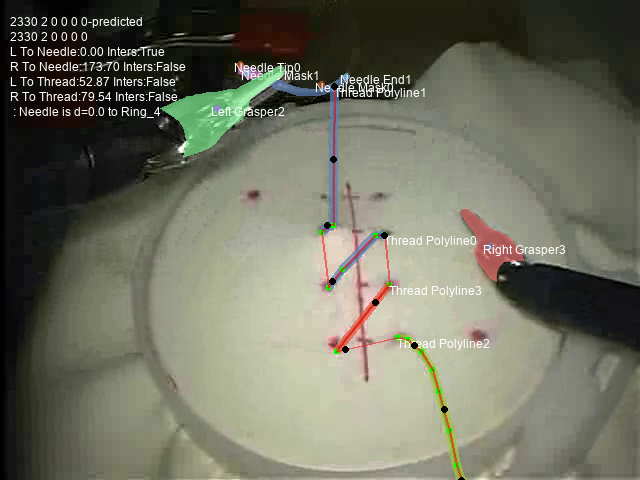 2330 2 0 0 0 0-predicted
2330 2 0 0 0 0
L To Needle:0.00 Inters:True
R To Needle:173.70 Inters:False
L To Thread:52.87 Inters:False
R To Thread:79.54 Inters:False
: Needle is d=0.0 to Ring_4
Needle Tip0
Needle Mask1
Needle End1
Needle Mask0
Thread Polyline1
Left Grasper2
Thread Polyline0
Right Grasper3
Thread Polyline3
Thread Polyline2